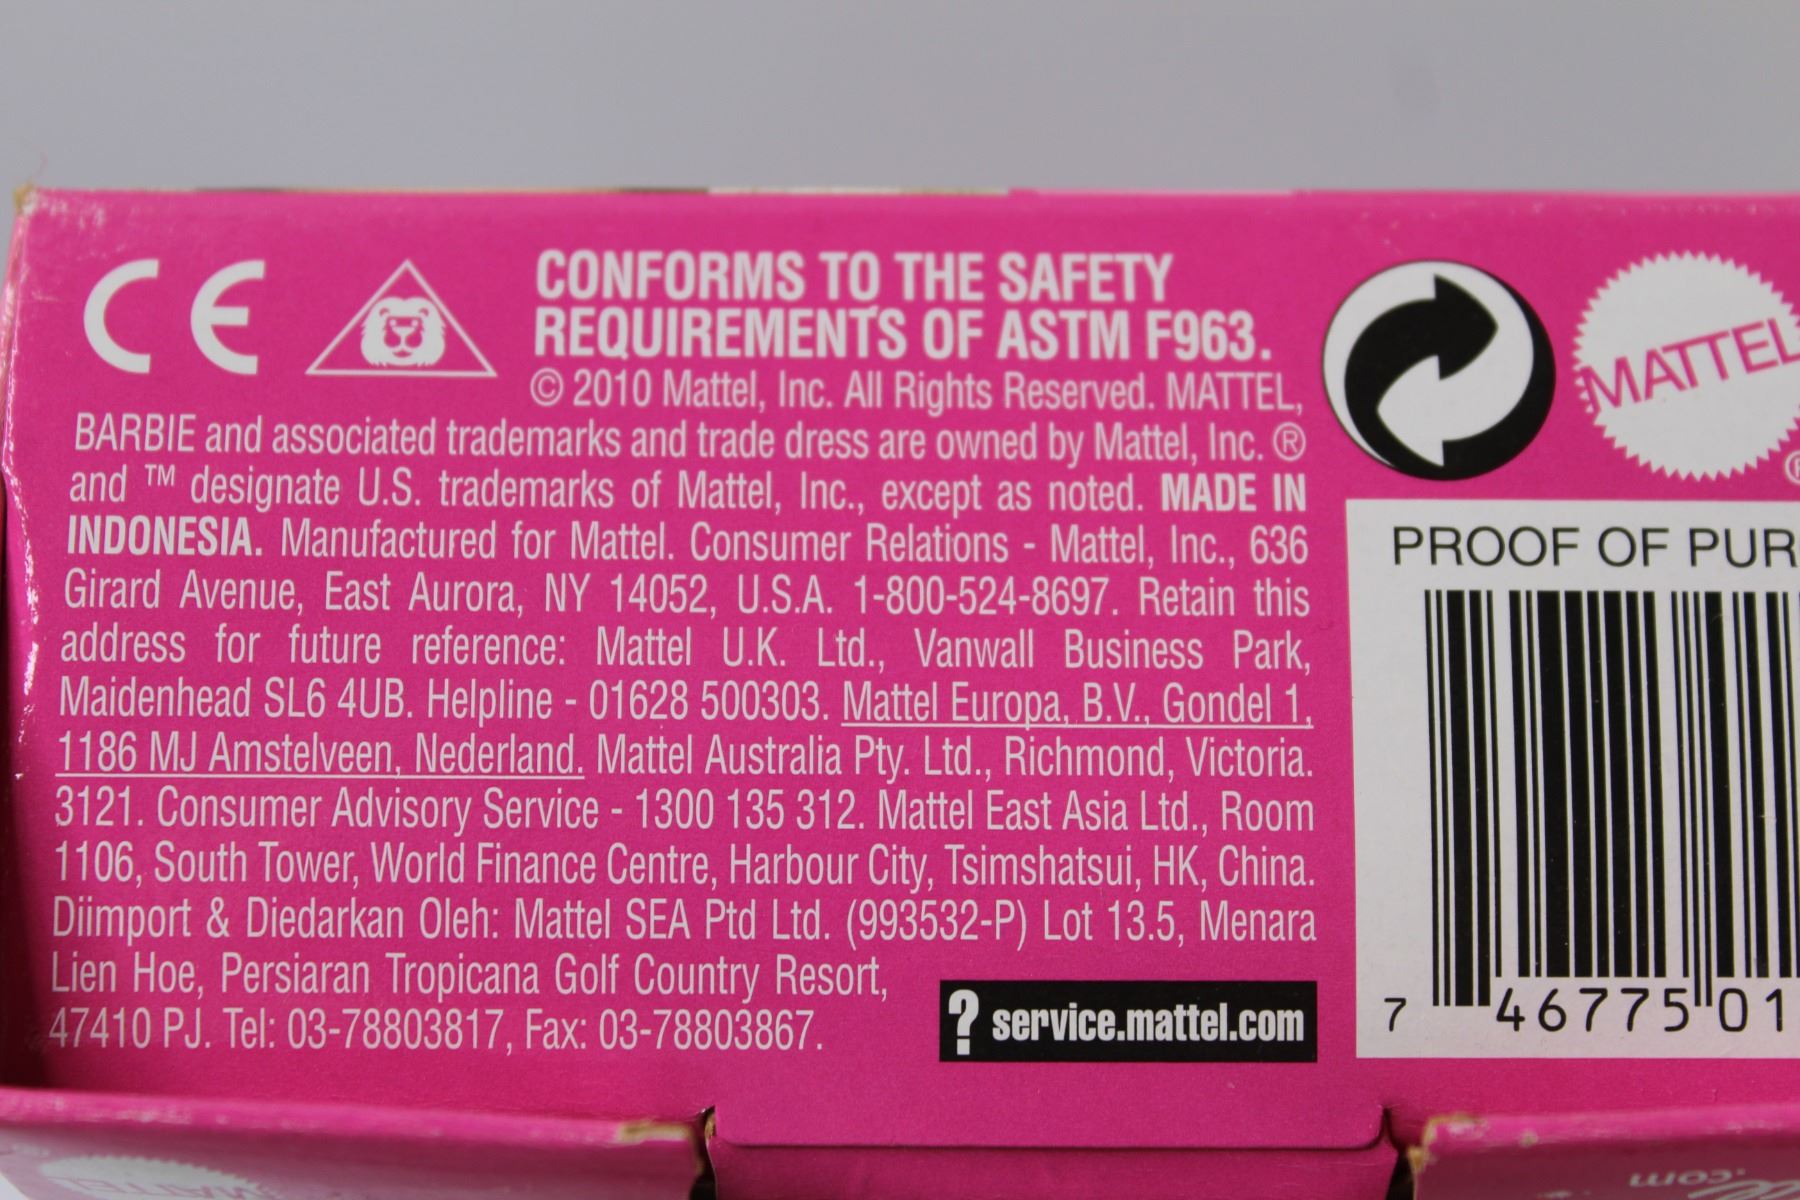 CE
CONFORMS TO THE SAFETY
REQUIREMENTS OF ASTM F963.
© 2010 Mattel, Inc. All Rights Reserved. MATTEL,
BARBIE and associated trademarks and trade dress are owned by Mattel, Inc. ®
and ™ designate U.S. trademarks of Mattel, Inc., except as noted. MADE IN
INDONESIA. Manufactured for Mattel. Consumer Relations - Mattel, Inc., 636
Girard Avenue, East Aurora, NY 14052, U.S.A. 1-800-524-8697. Retain this
address for future reference: Mattel U.K. Ltd., Vanwall Business Park,
Maidenhead SL6 4UB. Helpline - 01628 500303. Mattel Europa, B.V., Gondel 1,
1186 MJ Amstelveen, Nederland. Mattel Australia Pty. Ltd., Richmond, Victoria.
3121. Consumer Advisory Service - 1300 135 312. Mattel East Asia Ltd., Room
1106, South Tower, World Finance Centre, Harbour City, Tsimshatsui, HK, China.
Diimport & Diedarkan Oleh: Mattel SEA Ptd Ltd. (993532-P) Lot 13.5, Menara
Lien Hoe, Persiaran Tropicana Golf Country Resort,
47410 PJ. Tel: 03-78803817, Fax: 03-78803867.
? service.mattel.com
MATTEL
®
PROOF OF PUR
7 46775 01
MATTEL
.com